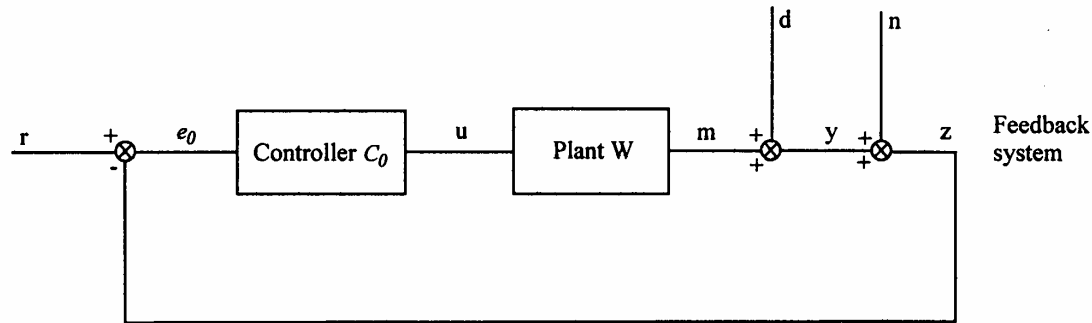 d
n
r
+
-
e₀
Controller C₀
u
Plant W
m
+
+
y
+
+
z
Feedback
system